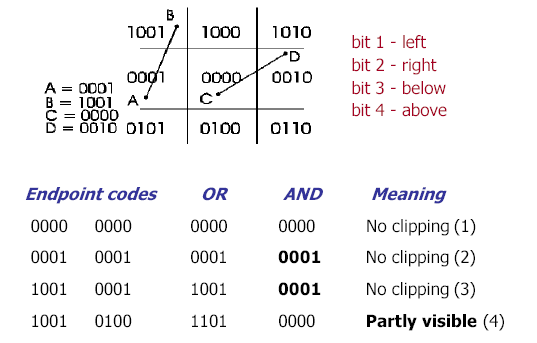 B
1001 1000 1010
D
0001 0000 0010
A C
A = 0001
B = 1001
C = 0000
D = 0010
0101 0100 0110
bit 1 - left
bit 2 - right
bit 3 - below
bit 4 - above
Endpoint codes OR AND Meaning
0000 0000 0000 0000 No clipping (1)
0001 0001 0001 0001 No clipping (2)
1001 0001 1001 0001 No clipping (3)
1001 0100 1101 0000 Partly visible (4)